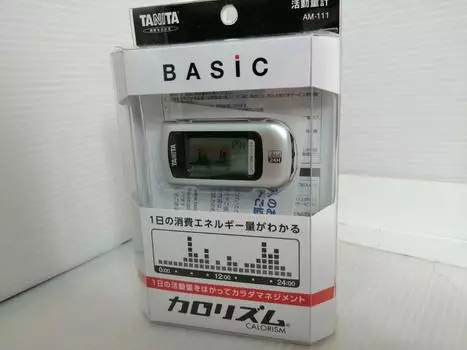 TANITA
活動量計
AM-111
BASiC
TANITA
24H
1日の消費エネルギー量がわかる
0:00 12:00 24:00
1日の活動量をはかってカラダマネジメント
カロリズム®
CALORISM